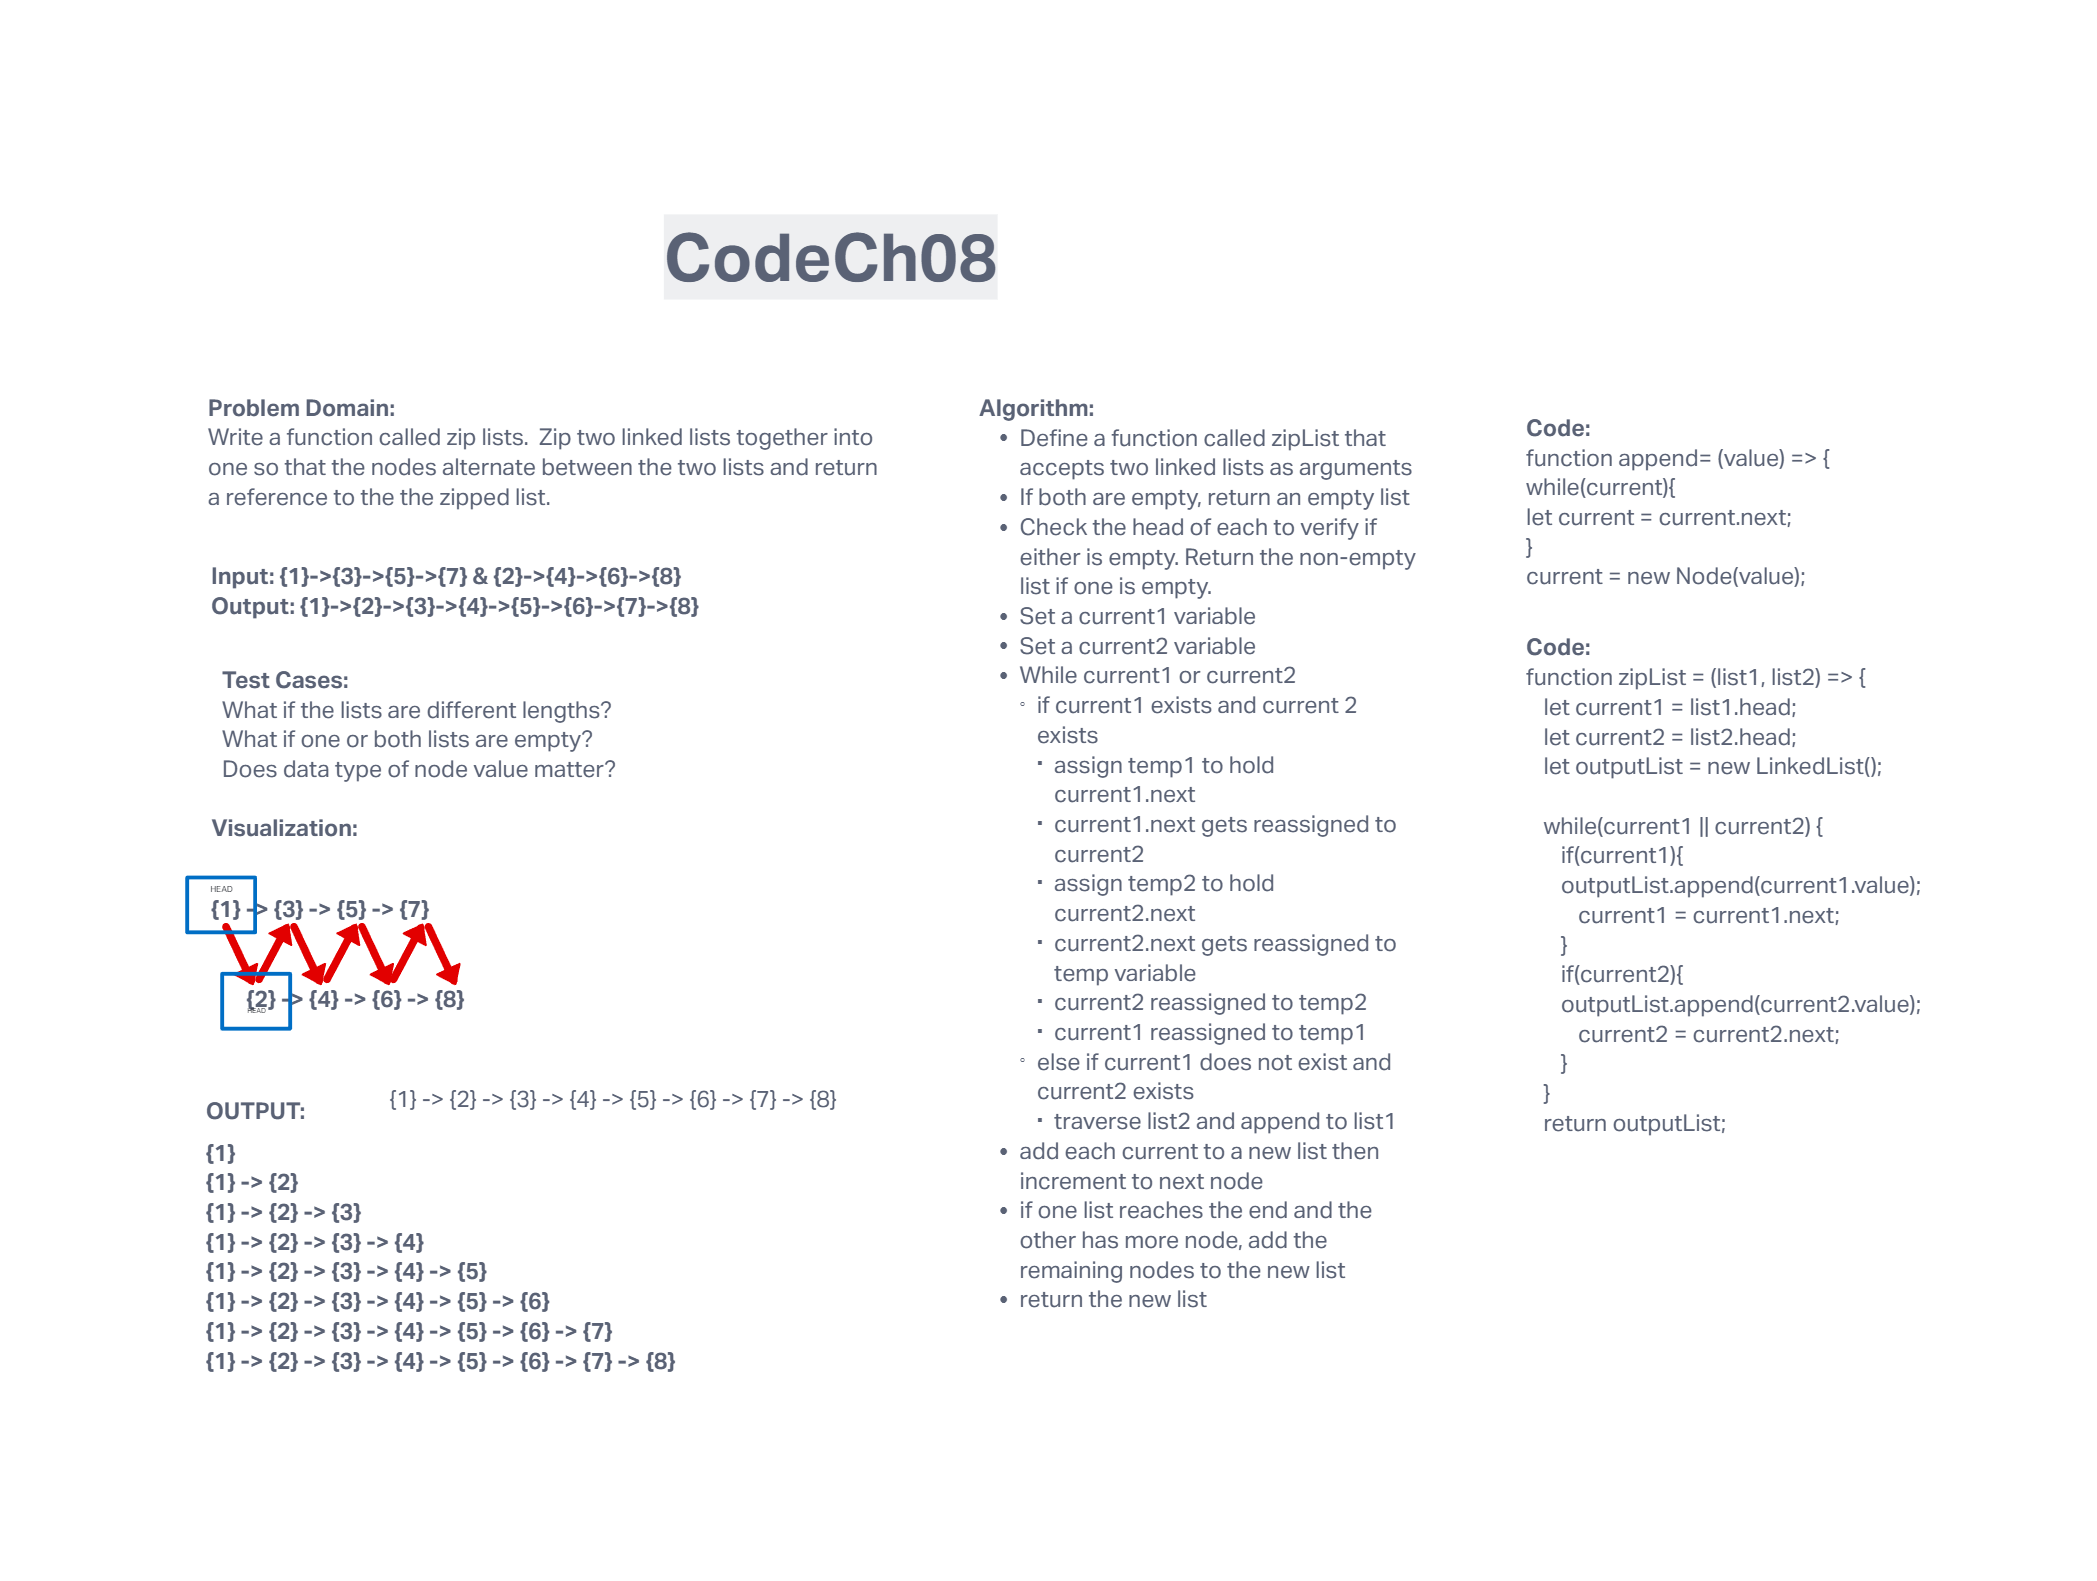 CodeCh08
Problem Domain:
Write a function called zip lists.  Zip two linked lists together into
one so that the nodes alternate between the two lists and return
a reference to the the zipped list.
Input: {1}->{3}->{5}->{7} & {2}->{4}->{6}->{8}
Output: {1}->{2}->{3}->{4}->{5}->{6}->{7}->{8}
Test Cases:
What if the lists are different lengths?
What if one or both lists are empty?
Does data type of node value matter?
Visualization:
HEAD
{1} -> {3} -> {5} -> {7}
{2} -> {4} -> {6} -> {8}
HEAD
OUTPUT:
{1} -> {2} -> {3} -> {4} -> {5} -> {6} -> {7} -> {8}
{1}
{1} -> {2}
{1} -> {2} -> {3}
{1} -> {2} -> {3} -> {4}
{1} -> {2} -> {3} -> {4} -> {5}
{1} -> {2} -> {3} -> {4} -> {5} -> {6}
{1} -> {2} -> {3} -> {4} -> {5} -> {6} -> {7}
{1} -> {2} -> {3} -> {4} -> {5} -> {6} -> {7} -> {8}
Algorithm:
• Define a function called zipList that
accepts two linked lists as arguments
• If both are empty, return an empty list
• Check the head of each to verify if
either is empty. Return the non-empty
list if one is empty.
• Set a current1 variable
• Set a current2 variable
• While current1 or current2
◦ if current1 exists and current 2
exists
▪ assign temp1 to hold
current1.next
▪ current1.next gets reassigned to
current2
▪ assign temp2 to hold
current2.next
▪ current2.next gets reassigned to
temp variable
▪ current2 reassigned to temp2
▪ current1 reassigned to temp1
◦ else if current1 does not exist and
current2 exists
▪ traverse list2 and append to list1
• add each current to a new list then
increment to next node
• if one list reaches the end and the
other has more node, add the
remaining nodes to the new list
• return the new list
Code:
function append= (value) => {
while(current){
let current = current.next;
}
current = new Node(value);
Code:
function zipList = (list1, list2) => {
let current1 = list1.head;
let current2 = list2.head;
let outputList = new LinkedList();
while(current1 || current2) {
if(current1){
outputList.append(current1.value);
current1 = current1.next;
}
if(current2){
outputList.append(current2.value);
current2 = current2.next;
}
}
return outputList;